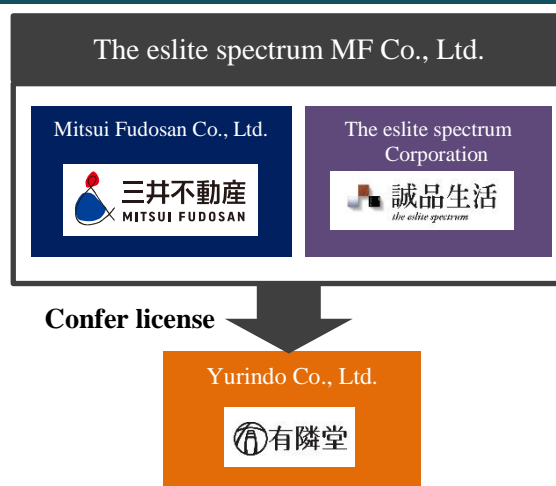 The eslite spectrum MF Co., Ltd.
Mitsui Fudosan Co., Ltd.
三井不動産
MITSUI FUDOSAN
The eslite spectrum
Corporation
誠品生活
the eslite spectrum
Confer license
Yurindo Co., Ltd.
有隣堂